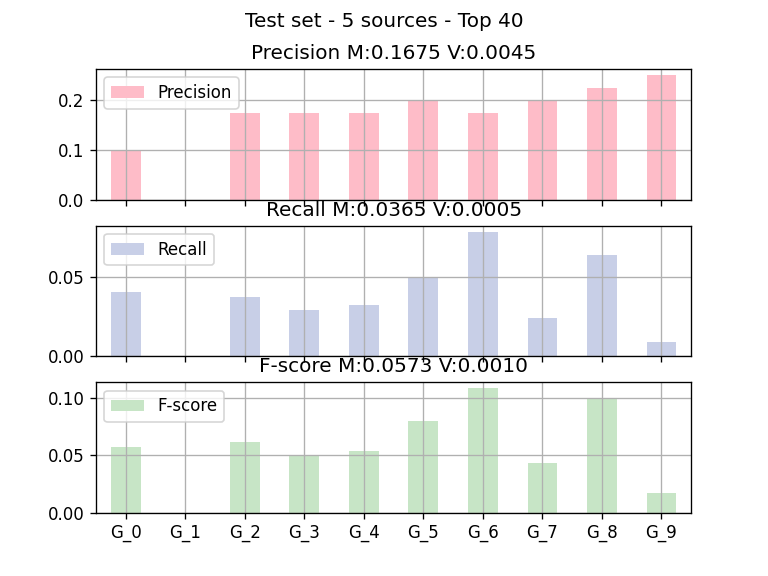 Test set - 5 sources - Top 40
Precision M:0.1675 V:0.0045
Precision
0.2
0.1
0.0
Recall M:0.0365 V:0.0005
Recall
0.05
0.00
F-score M:0.0573 V:0.0010
F-score
0.10
0.05
0.00
G_0 G_1 G_2 G_3 G_4 G_5 G_6 G_7 G_8 G_9